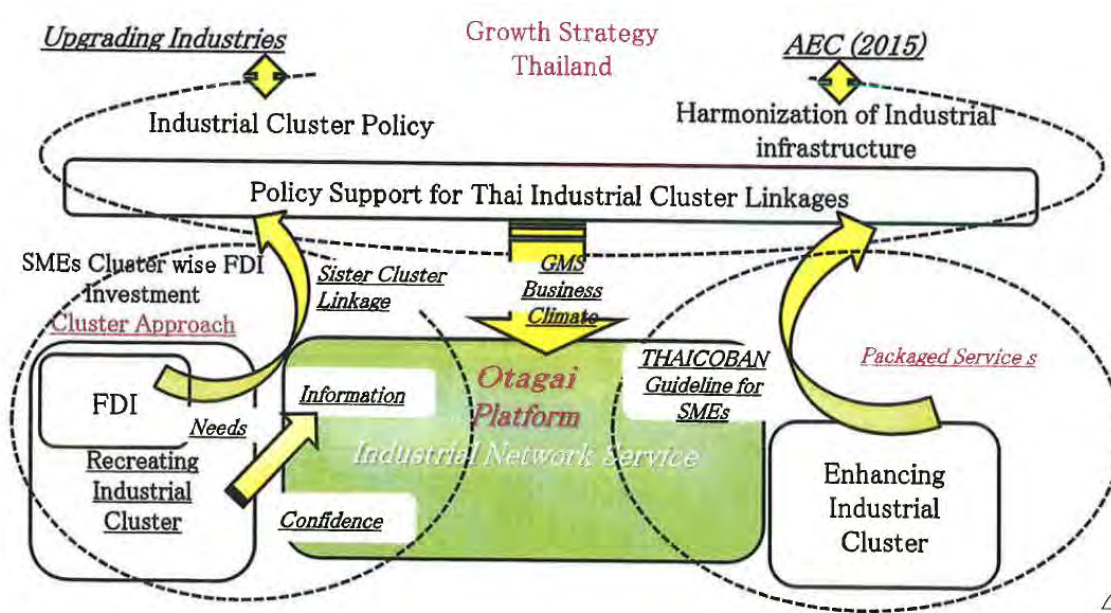 Upgrading Industries
Growth Strategy
Thailand
AEC (2015)
Industrial Cluster Policy
Harmonization of Industrial
infrastructure
Policy Support for Thai Industrial Cluster Linkages
SMEs Cluster wise FDI
Investment
Cluster Approach
Sister Cluster
Linkage
GMS
Business
Climate
FDI
Needs
Recreating
Industrial
Cluster
Information
Confidence
Otagai
Platform
Industrial Network Service
THAICOBAN
Guideline for
SMEs
Packaged Service s
Enhancing
Industrial
Cluster